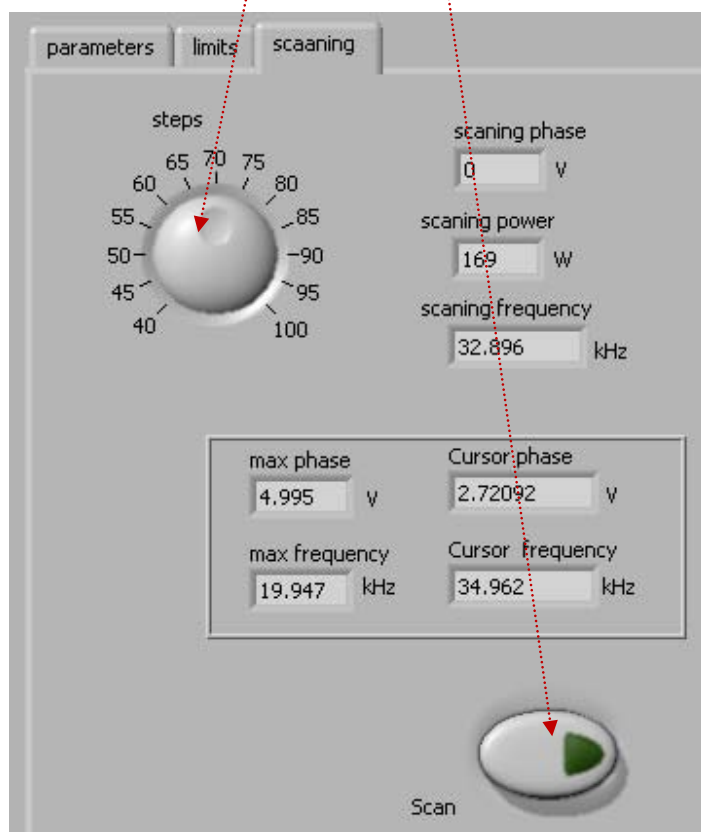 parameters limits scaaning
steps
40 45 50 55 60 65 70 75 80 85 90 95 100
scaning phase
0 V
scaning power
169 W
scaning frequency
32.896 kHz
max phase
4.995 V
Cursor phase
2.72092 V
max frequency
19.947 kHz
Cursor frequency
34.962 kHz
Scan